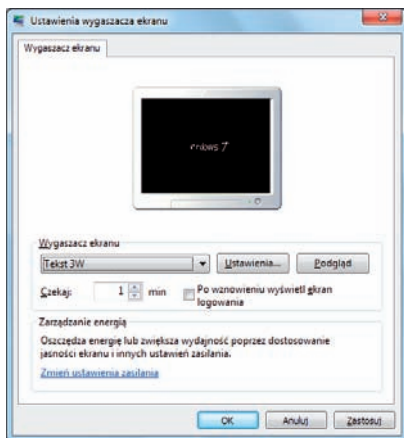 Ustawienia wygaszacza ekranu
Wygaszacz ekranu
Wygaszacz ekranu
Tekst 3W
Ustawienia...
Podgląd
Czekaj:
1
min
Po wznowieniu wyświetl ekran
logowania
Zarządzanie energią
Oszczędza energię lub zwiększa wydajność poprzez dostosowanie
jasności ekranu i innych ustawień zasilania.
Zmień ustawienia zasilania
OK
Anuluj
Zastosuj